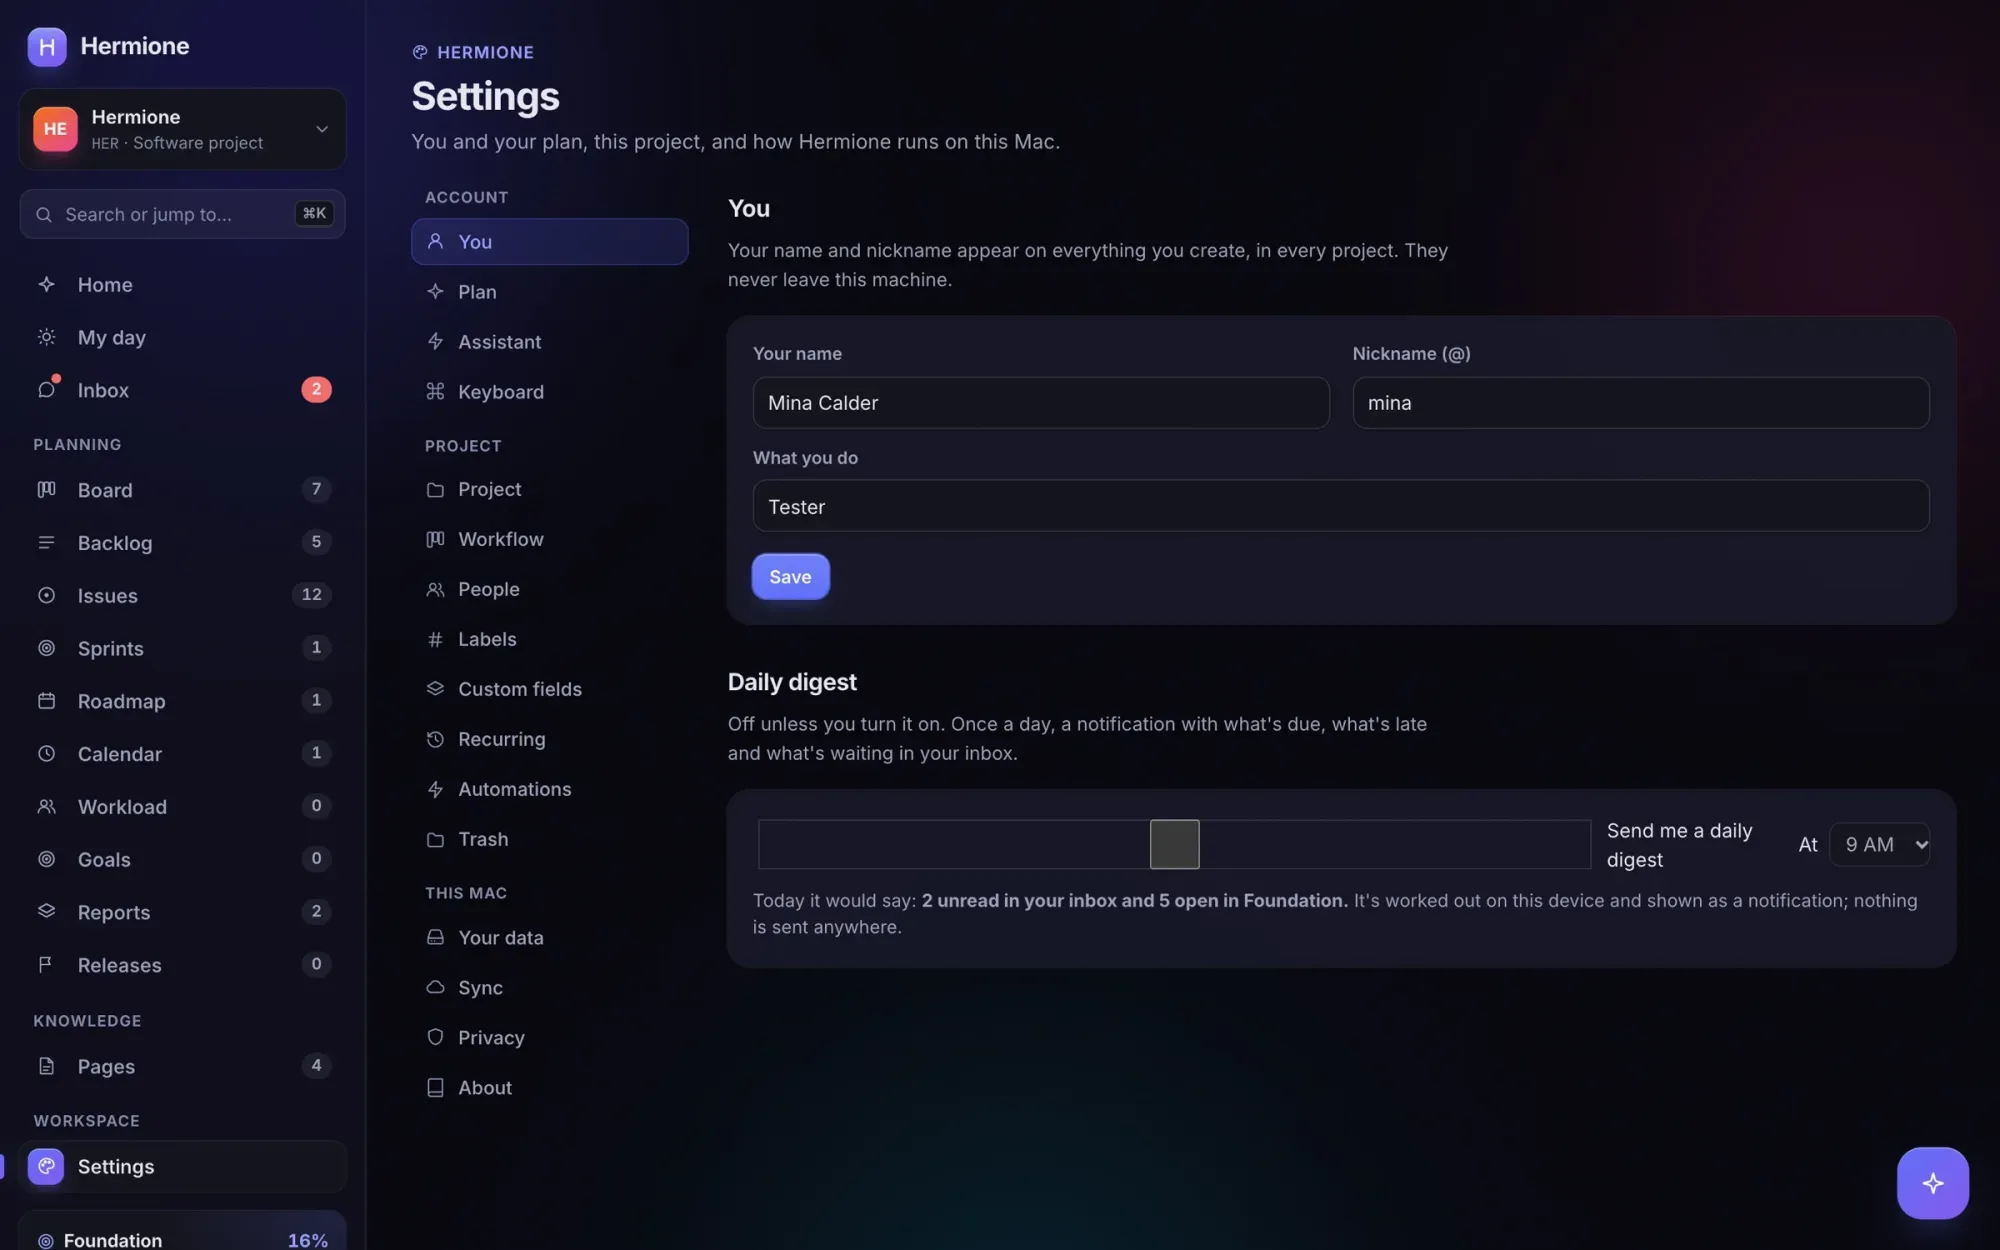 H Hermione
HE
Hermione
HER · Software project
Search or jump to... ⌘K
Home
My day
Inbox 2
PLANNING
Board 7
Backlog 5
Issues 12
Sprints 1
Roadmap 1
Calendar 1
Workload 0
Goals 0
Reports 2
Releases 0
KNOWLEDGE
Pages 4
WORKSPACE
Settings
Foundation 16%
HERMIONE
Settings
You and your plan, this project, and how Hermione runs on this Mac.
ACCOUNT
You
Plan
Assistant
Keyboard
PROJECT
Project
Workflow
People
Labels
Custom fields
Recurring
Automations
Trash
THIS MAC
Your data
Sync
Privacy
About
You
Your name and nickname appear on everything you create, in every project. They
never leave this machine.
Your name
Mina Calder
Nickname (@)
mina
What you do
Tester
Save
Daily digest
Off unless you turn it on. Once a day, a notification with what's due, what's late
and what's waiting in your inbox.
Send me a daily
digest
At 9 AM
Today it would say: 2 unread in your inbox and 5 open in Foundation. It's worked out on this device and shown as a notification; nothing
is sent anywhere.